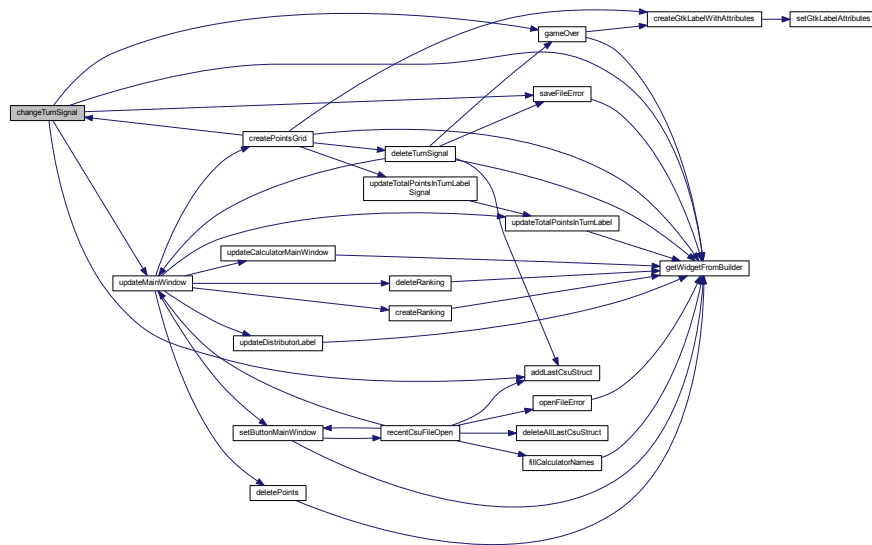 createGtkLabelWithAttributes
setGtkLabelAttributes
gameOver
saveFileError
changeTurnSignal
createPointsGrid
deleteTurnSignal
updateTotalPointsInTurnLabel
Signal
updateTotalPointsInTurnLabel
updateCalculatorMainWindow
getWidgetFromBuilder
updateMainWindow
deleteRanking
createRanking
updateDistributorLabel
addLastCsuStruct
openFileError
setButtonMainWindow
recentCsuFileOpen
deleteAllLastCsuStruct
fillCalculatorNames
deletePoints